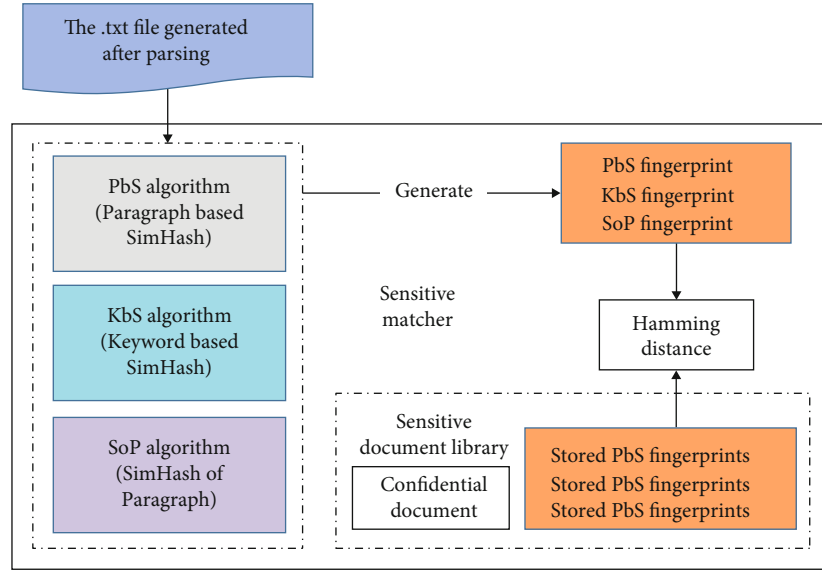 The .txt file generated
after parsing
PbS algorithm
(Paragraph based
SimHash)
KbS algorithm
(Keyword based
SimHash)
SoP algorithm
(SimHash of
Paragraph)
Generate
PbS fingerprint
KbS fingerprint
SoP fingerprint
Sensitive
matcher
Hamming
distance
Sensitive
document library
Confidential
document
Stored PbS fingerprints
Stored PbS fingerprints
Stored PbS fingerprints